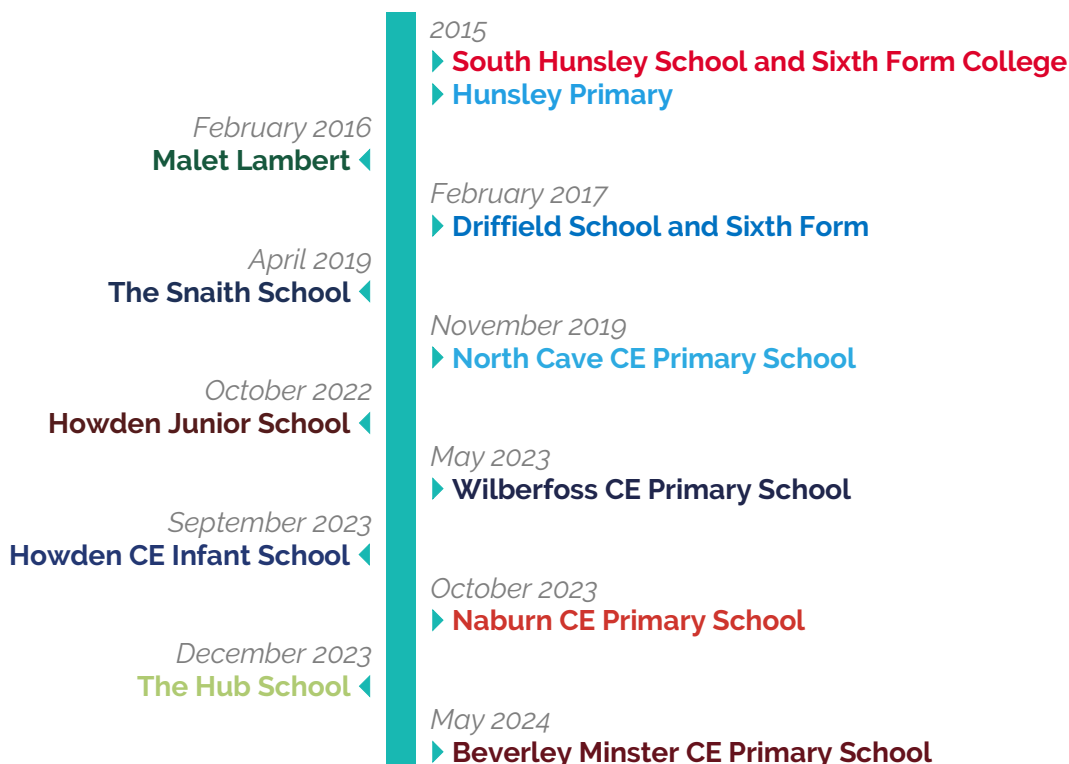 2015
South Hunsley School and Sixth Form College
Hunsley Primary
February 2016
Malet Lambert
February 2017
Driffield School and Sixth Form
April 2019
The Snaith School
November 2019
North Cave CE Primary School
October 2022
Howden Junior School
May 2023
Wilberfoss CE Primary School
September 2023
Howden CE Infant School
October 2023
Naburn CE Primary School
December 2023
The Hub School
May 2024
Beverley Minster CE Primary School